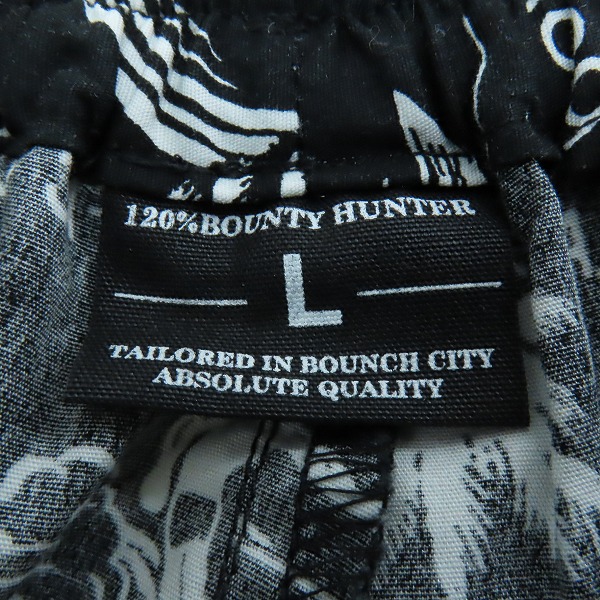 120%BOUNTY HUNTER
L
TAILORED IN BOUNCH CITY
ABSOLUTE QUALITY